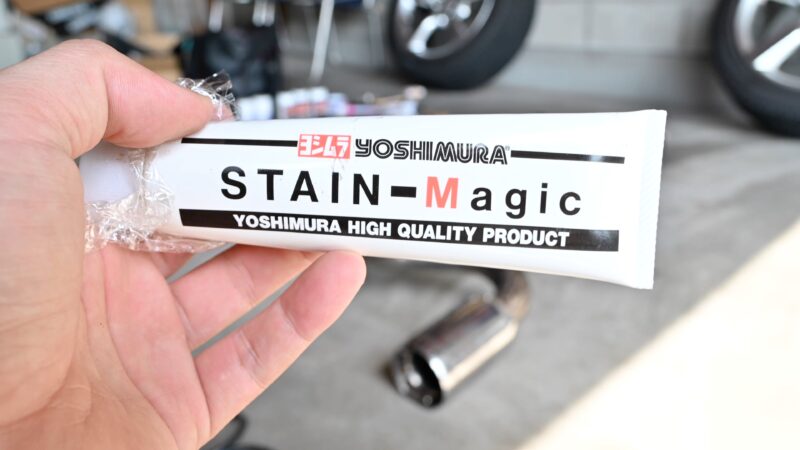 ヨシムラ YOSHIMURA
STAIN-Magic
YOSHIMURA HIGH QUALITY PRODUCT